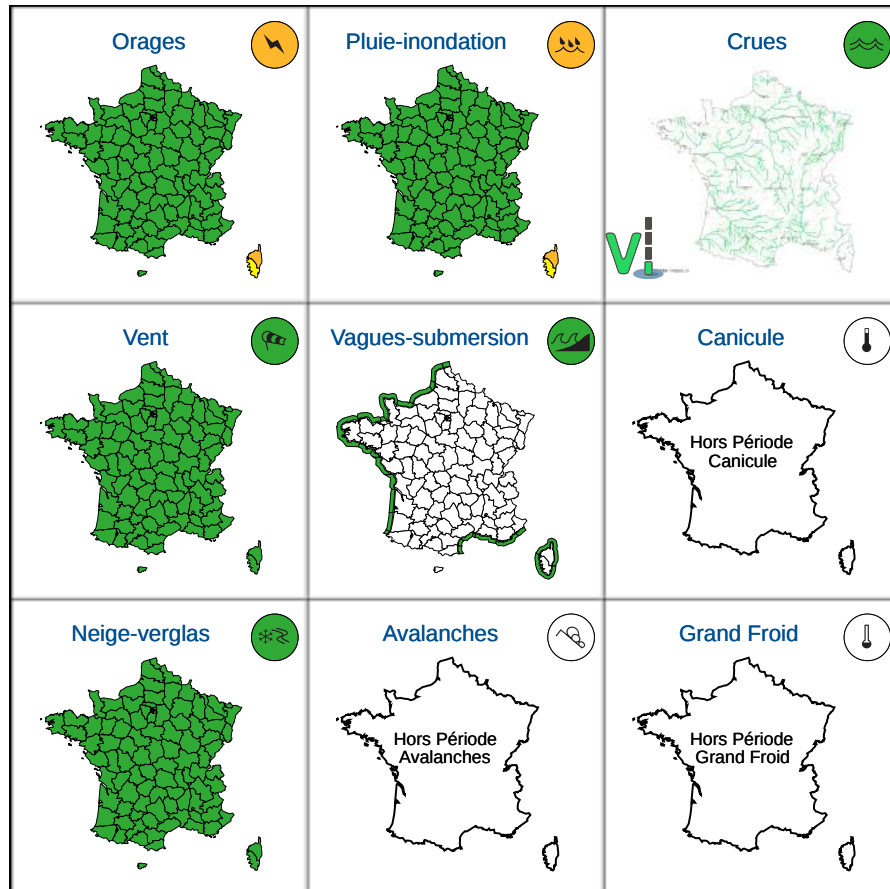 Orages
Pluie-inondation
Crues
Vent
Vagues-submersion
Canicule
Hors Période
Canicule
Neige-verglas
Avalanches
Grand Froid
Hors Période
Avalanches
Hors Période
Grand Froid